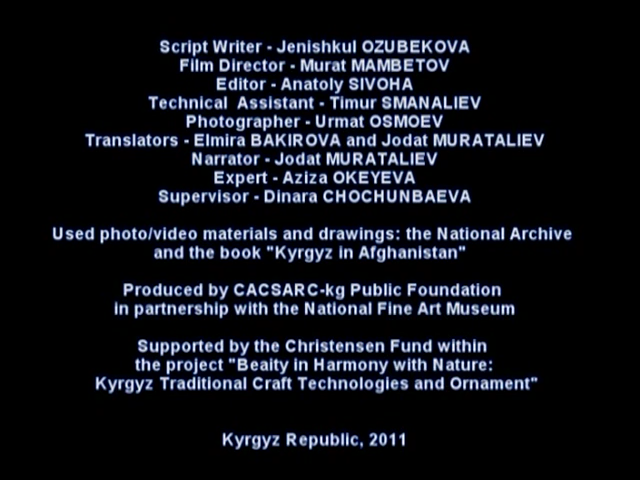 Script Writer - Jenishkul OZUBEKOVA
Film Director - Murat MAMBETOV
Editor - Anatoly SIVOHA
Technical Assistant - Timur SMANALIEV
Photographer - Urmat OSMOEV
Translators - Elmira BAKIROVA and Jodat MURATALIEV
Narrator - Jodat MURATALIEV
Expert - Aziza OKEYEVA
Supervisor - Dinara CHOCHUNBAEVA
Used photo/video materials and drawings: the National Archive
and the book "Kyrgyz in Afghanistan"
Produced by CACSARC-kg Public Foundation
in partnership with the National Fine Art Museum
Supported by the Christensen Fund within
the project "Beaity in Harmony with Nature:
Kyrgyz Traditional Craft Technologies and Ornament"
Kyrgyz Republic, 2011